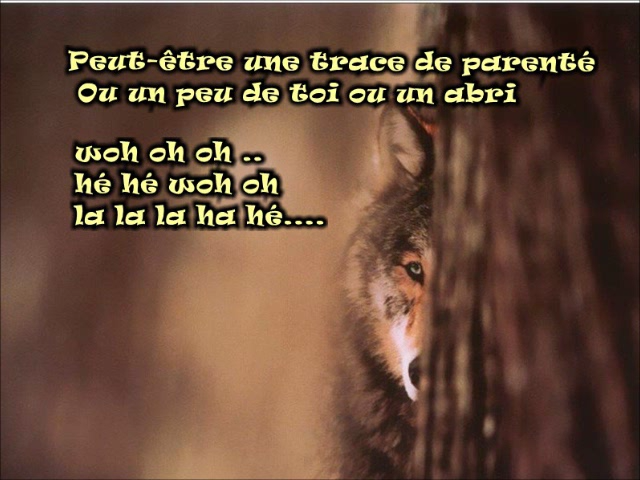 Peut-être une trace de parenté
Ou un peu de toi ou un abri
woh oh oh ..
hé hé woh oh
la la la ha hé....